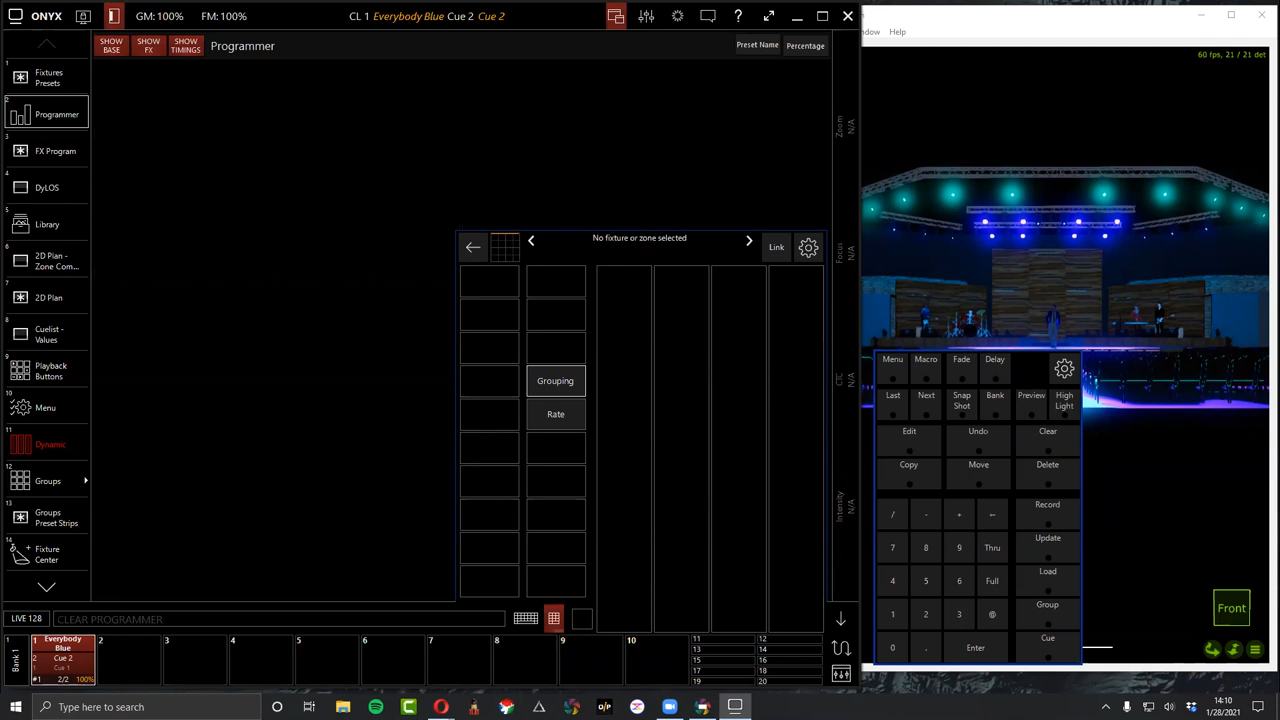 ONYX
GM: 100%
FM: 100%
CL 1 Everybody Blue Cue 2 Cue 2
?
ndow
Help
60 fps, 21 / 21 det
SHOW
BASE
SHOW
FX
SHOW
TIMINGS
Programmer
Preset Name
Percentage
1
Fixtures
Presets
2
Programmer
3
FX Program
4
DyLOS
5
Library
6
2D Plan -
Zone Com...
7
2D Plan
8
Cuelist -
Values
9
Playback
Buttons
10
Menu
11
Dynamic
12
Groups
13
Groups
Preset Strips
14
Fixture
Center
Zoom
N/A
Focus
N/A
CTC
N/A
Intensity
N/A
No fixture or zone selected
Link
Grouping
Rate
Menu
Macro
Fade
Delay
Last
Next
Snap
Shot
Bank
Preview
High
Light
Edit
Undo
Clear
Copy
Move
Delete
/
-
+
←
Record
7
8
9
Thru
Update
4
5
6
Full
Load
1
2
3
@
Group
0
.
Enter
Cue
Front
LIVE 128
CLEAR PROGRAMMER
1
Bank 1
1 Everybody
Blue
2 Cue 2
1 Cue 1
#1 2/2 100%
2
3
4
5
6
7
8
9
10
11
12
13
14
15
16
17
18
19
20
Type here to search
o/p
14:10
1/28/2021